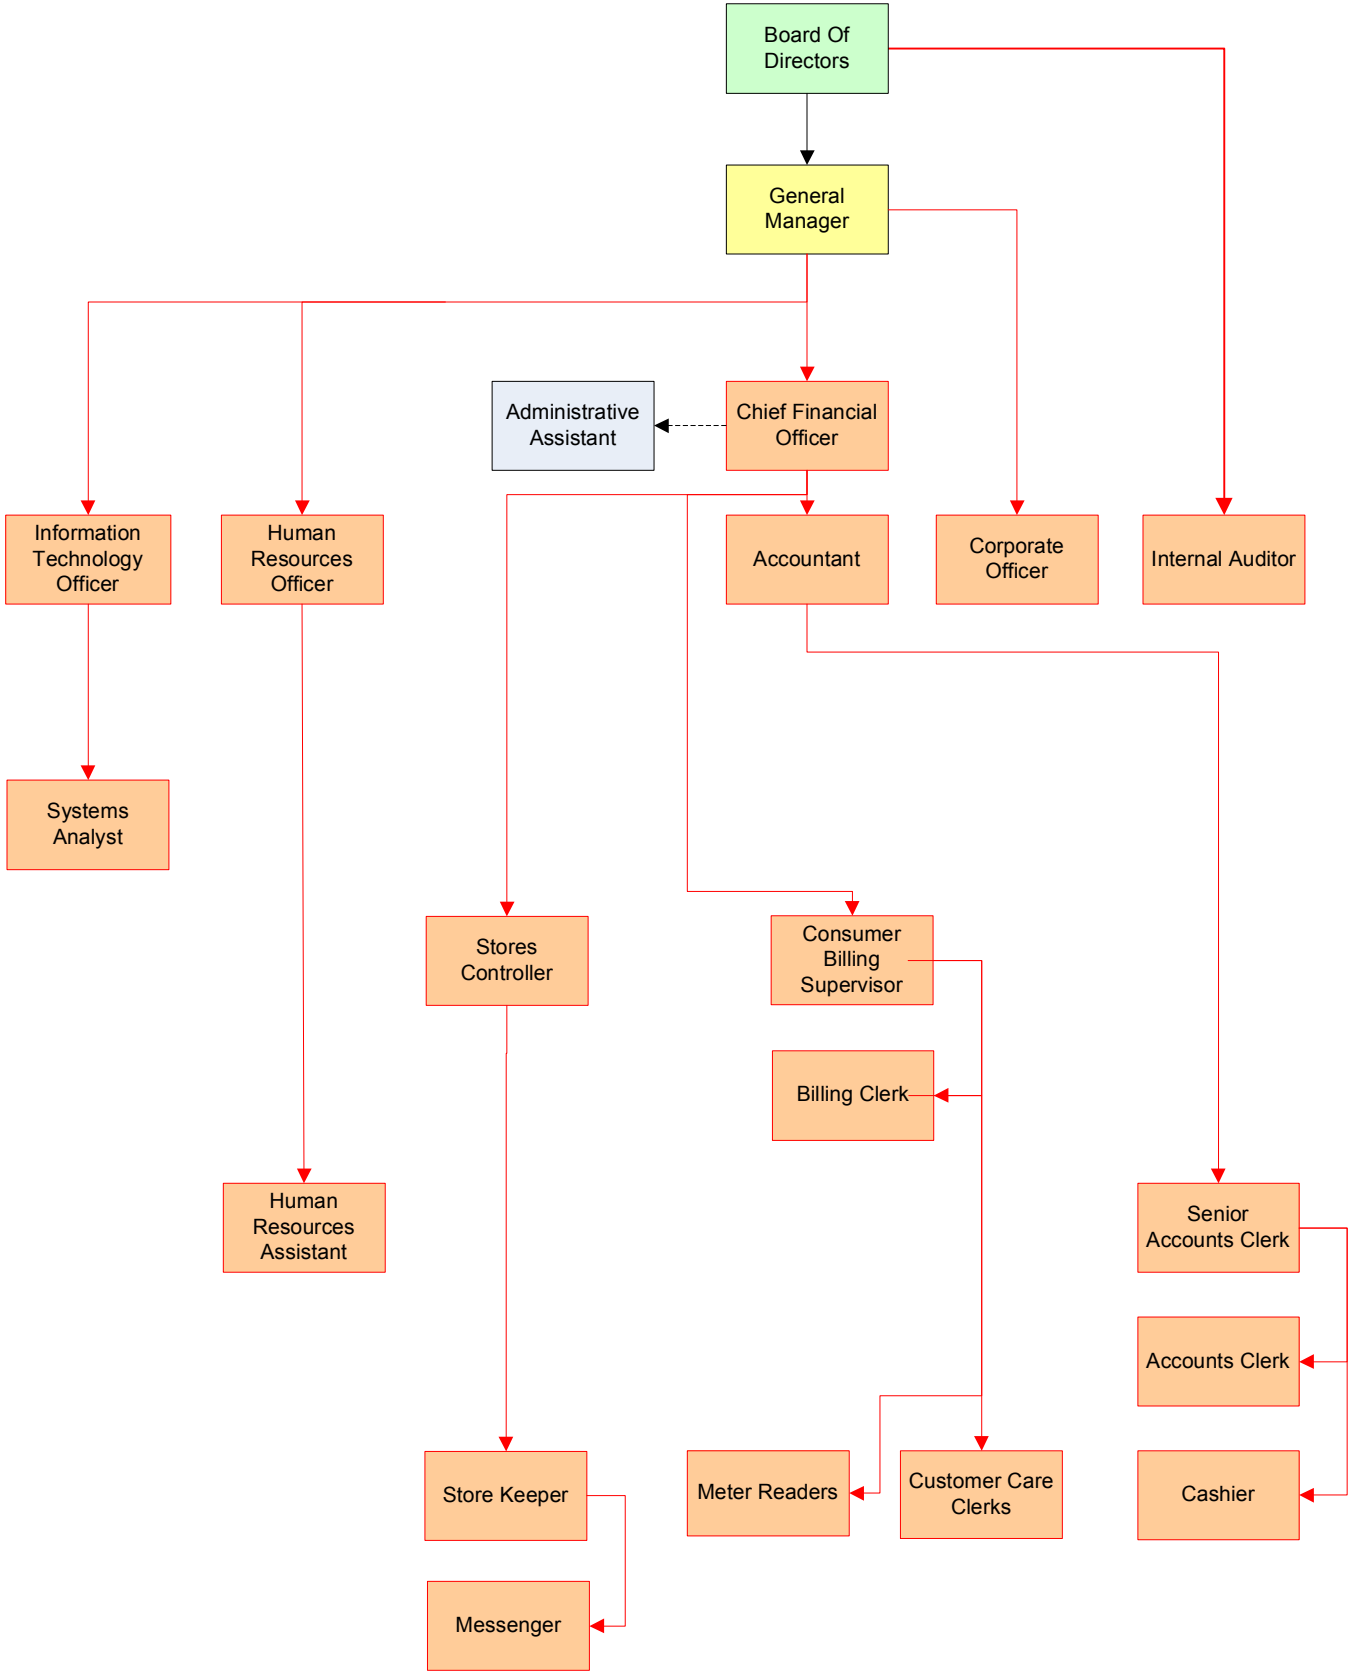 Board Of
Directors
General
Manager
Administrative
Assistant
Chief Financial
Officer
Information
Technology
Officer
Human
Resources
Officer
Accountant
Corporate
Officer
Internal Auditor
Systems
Analyst
Stores
Controller
Consumer
Billing
Supervisor
Billing Clerk
Human
Resources
Assistant
Senior
Accounts Clerk
Accounts Clerk
Store Keeper
Meter Readers
Customer Care
Clerks
Cashier
Messenger